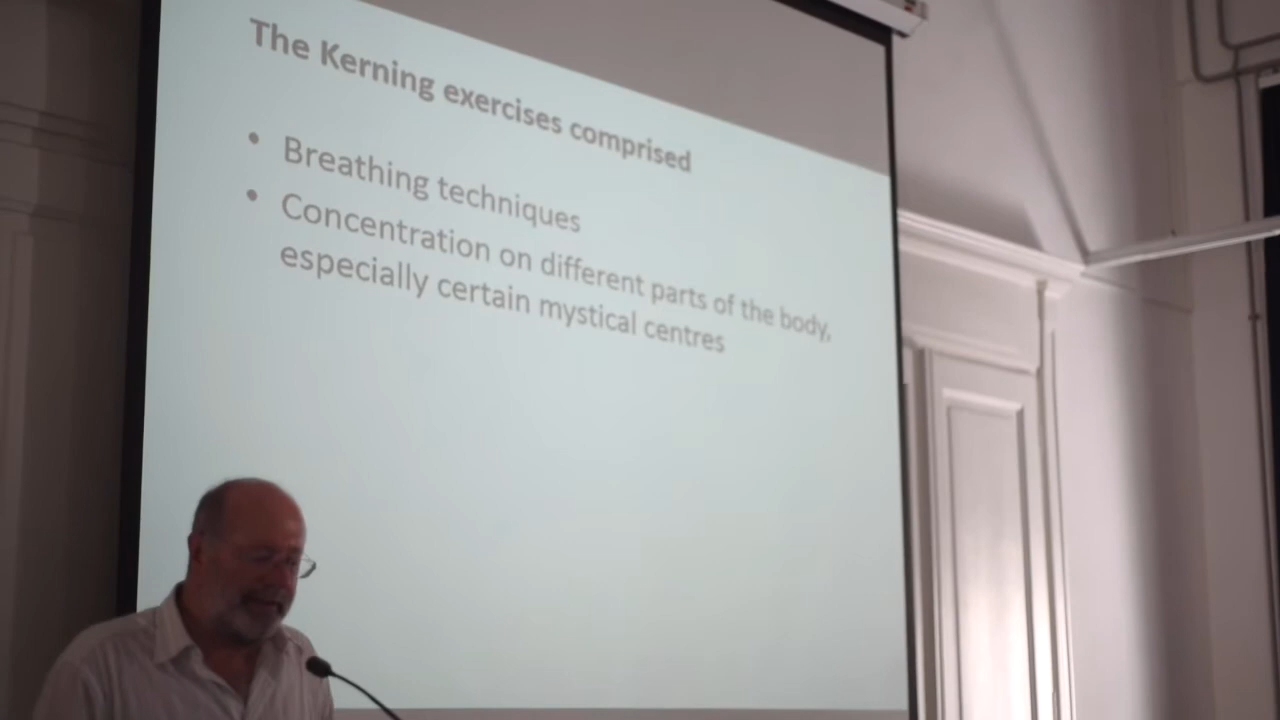 The Kerning exercises comprised
• Breathing techniques
• Concentration on different parts of the body,
especially certain mystical centres